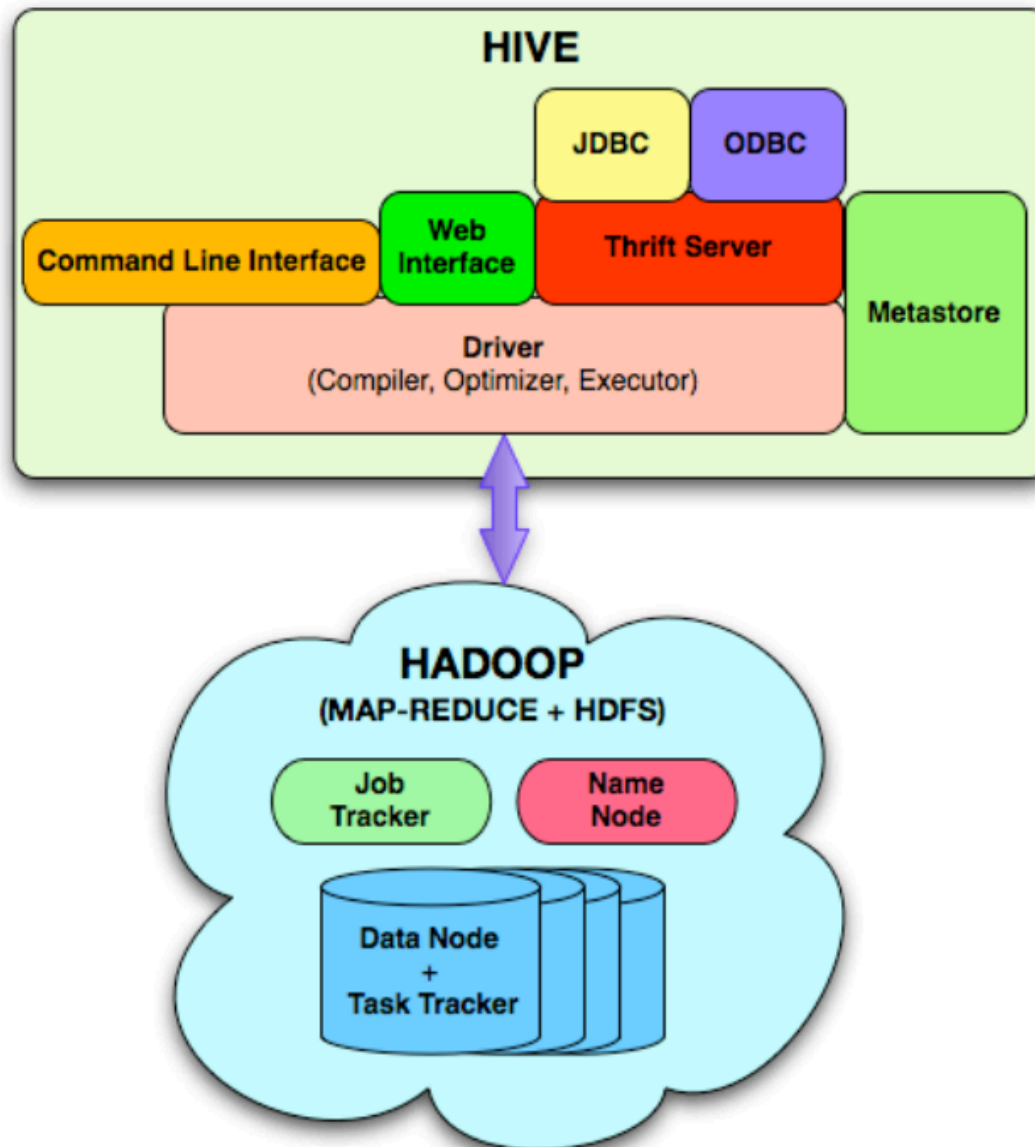 HIVE
JDBC
ODBC
Command Line Interface
Web
Interface
Thrift Server
Metastore
Driver
(Compiler, Optimizer, Executor)
HADOOP
(MAP-REDUCE + HDFS)
Job
Tracker
Name
Node
Data Node
+
Task Tracker